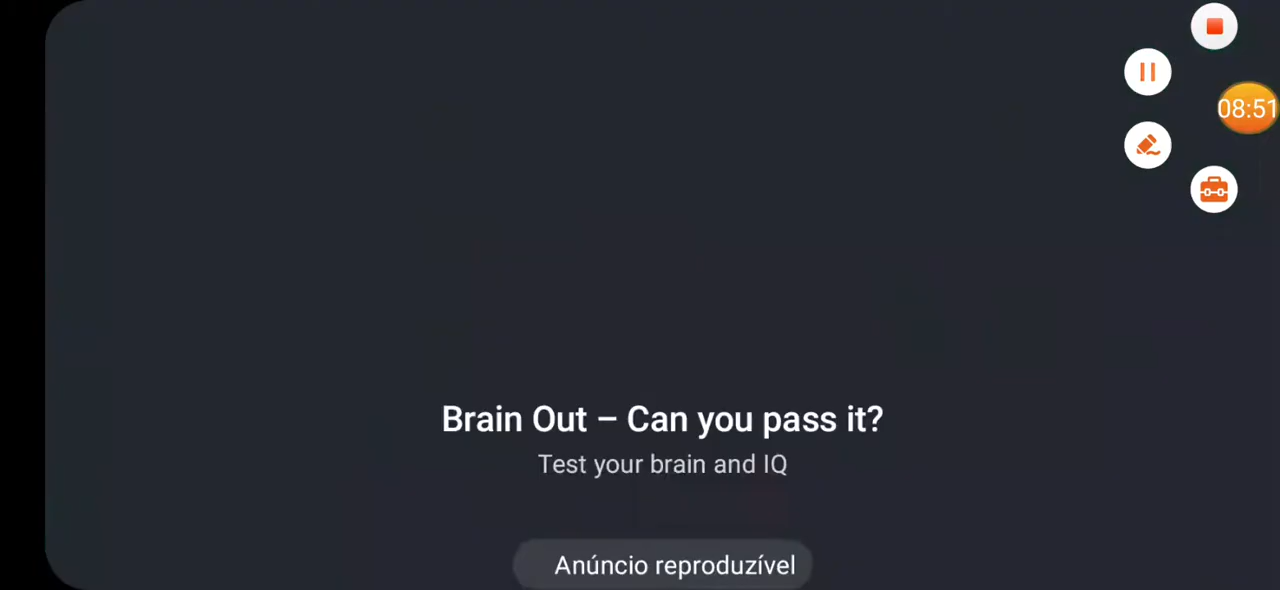 08:51
Brain Out – Can you pass it?
Test your brain and IQ
Anúncio reproduzível